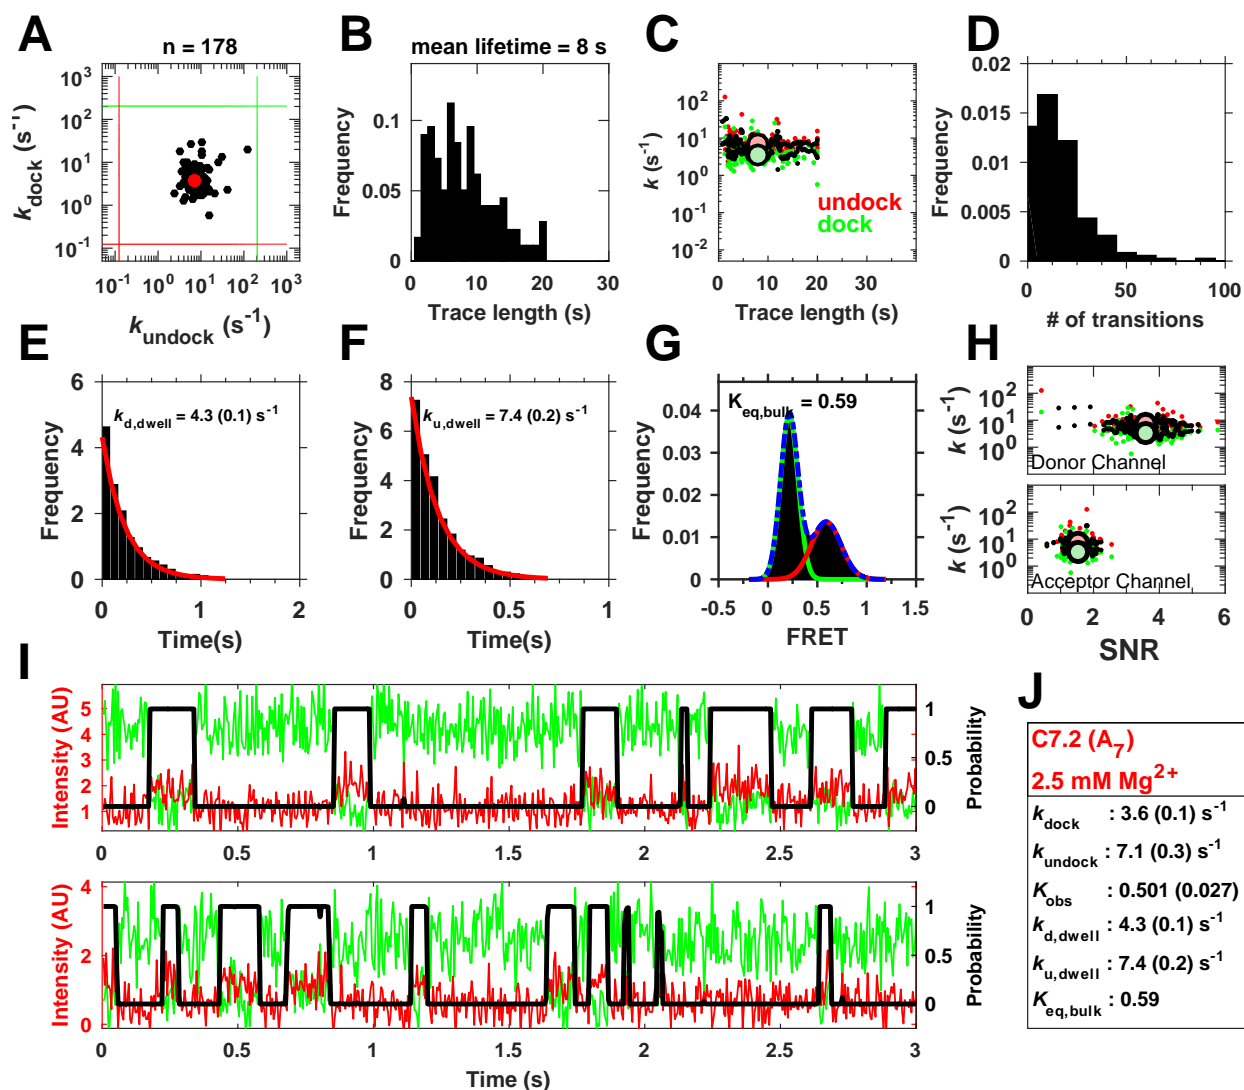 A
n = 178
k_dock (s⁻¹)
10³
10²
10¹
10⁰
10⁻¹
10⁻¹ 10⁰ 10¹ 10² 10³
k_undock (s⁻¹)
B
mean lifetime = 8 s
Frequency
0.1
0.05
0
0 10 20 30
Trace length (s)
C
k (s⁻¹)
10²
10¹
10⁰
10⁻¹
10⁻²
undock
dock
0 20 40
Trace length (s)
D
Frequency
0.02
0.015
0.01
0.005
0
0 50 100
# of transitions
E
Frequency
6
4
2
0
k_d,dwell = 4.3 (0.1) s⁻¹
0 1 2
Time(s)
F
Frequency
8
6
4
2
0
k_u,dwell = 7.4 (0.2) s⁻¹
0 0.5 1
Time(s)
G
Frequency
K_eq,bulk = 0.59
0.04
0.03
0.02
0.01
0
-0.5 0 0.5 1 1.5
FRET
H
k (s⁻¹)
10²
10¹
10⁰
Donor Channel
k (s⁻¹)
10²
10¹
10⁰
Acceptor Channel
0 2 4 6
SNR
I
Intensity (AU)
5
4
3
2
1
1
0.5
0
Probability
0 0.5 1 1.5 2 2.5 3
Intensity (AU)
4
2
0
1
0.5
0
Probability
0 0.5 1 1.5 2 2.5 3
Time (s)
J
C7.2 (A₇)
2.5 mM Mg²⁺
k_dock : 3.6 (0.1) s⁻¹
k_undock : 7.1 (0.3) s⁻¹
K_obs : 0.501 (0.027)
k_d,dwell : 4.3 (0.1) s⁻¹
k_u,dwell : 7.4 (0.2) s⁻¹
K_eq,bulk : 0.59